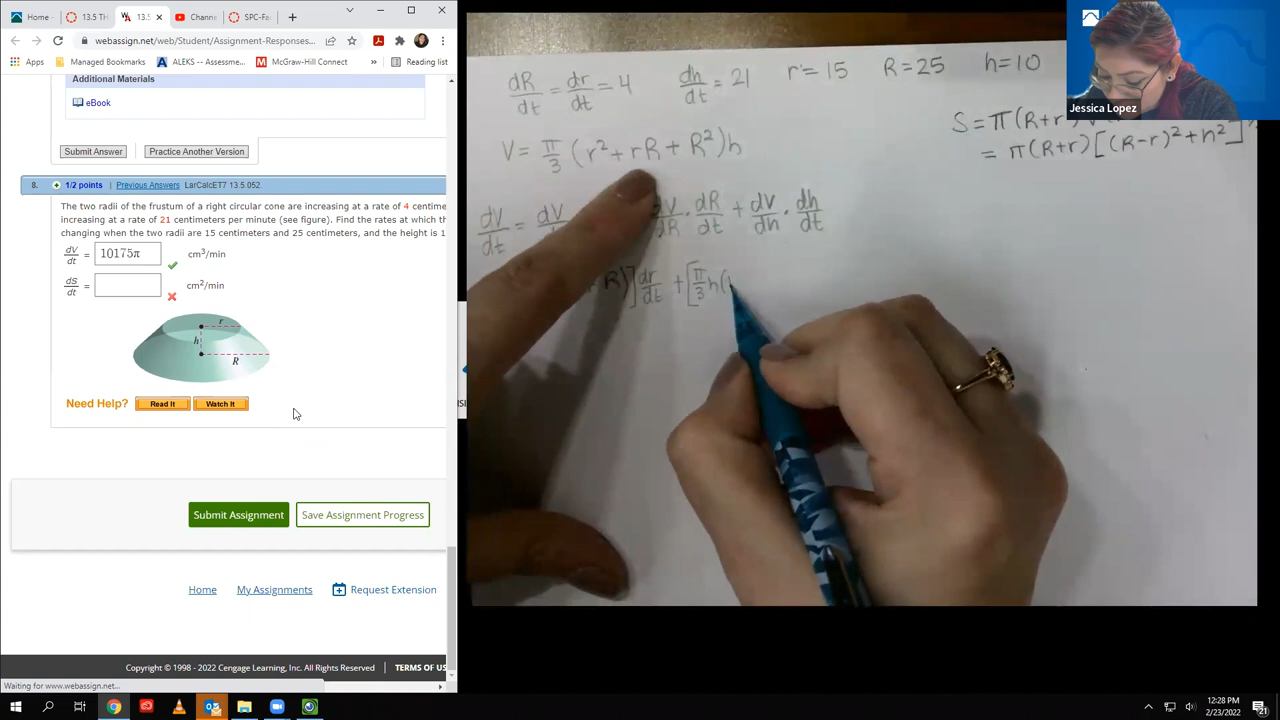 Home -
13.5 TH
13.5
Chann
SPC-Fa
webassign.net/web/Student/Assignment-Responses...
Apps
Managed Bookmarks
ALEKS -- Assessme...
McGraw-Hill Connect
Reading list
Additional Materials
eBook
Submit Answer
Practice Another Version
8.
1/2 points
Previous Answers
LarCalcET7 13.5.052.
The two radii of the frustum of a right circular cone are increasing at a rate of 4 centime
increasing at a rate of 21 centimeters per minute (see figure). Find the rates at which th
changing when the two radii are 15 centimeters and 25 centimeters, and the height is 1
dV/dt = 10175π cm³/min
dS/dt = cm²/min
r
h
R
Need Help?
Read It
Watch It
Submit Assignment
Save Assignment Progress
Home
My Assignments
Request Extension
Copyright © 1998 - 2022 Cengage Learning, Inc. All Rights Reserved
TERMS OF US
Waiting for www.webassign.net...
dR/dt = dr/dt = 4 dh/dt = 21 r = 15 R = 25 h = 10
S = π(R+r)
= π(R+r)[(R-r)²+h²]
V = π/3 (r² + rR + R²)h
dV/dt = dV dV/dR · dR/dt + dV/dh · dh/dt
R)] dr/dt + [π/3 h(
Jessica Lopez
12:28 PM
2/23/2022
21